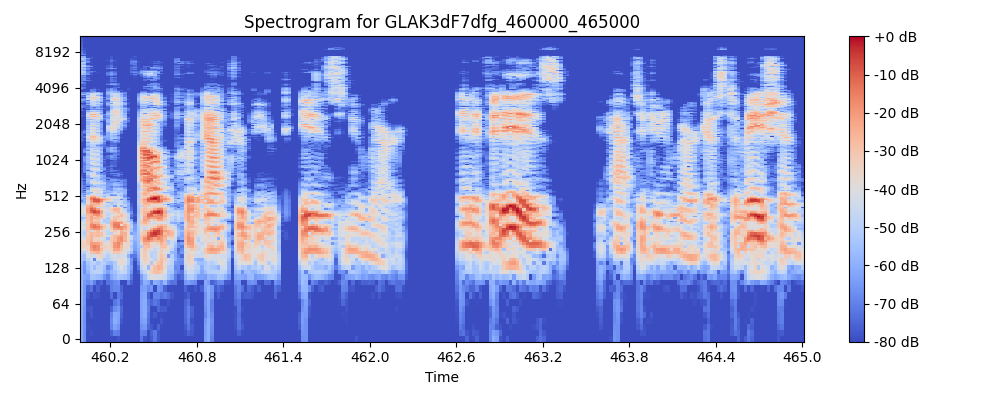 Spectrogram for GLAK3dF7dfg_460000_465000
Hz
8192
4096
2048
1024
512
256
128
64
0
460.2 460.8 461.4 462.0 462.6 463.2 463.8 464.4 465.0
Time
+0 dB
-10 dB
-20 dB
-30 dB
-40 dB
-50 dB
-60 dB
-70 dB
-80 dB